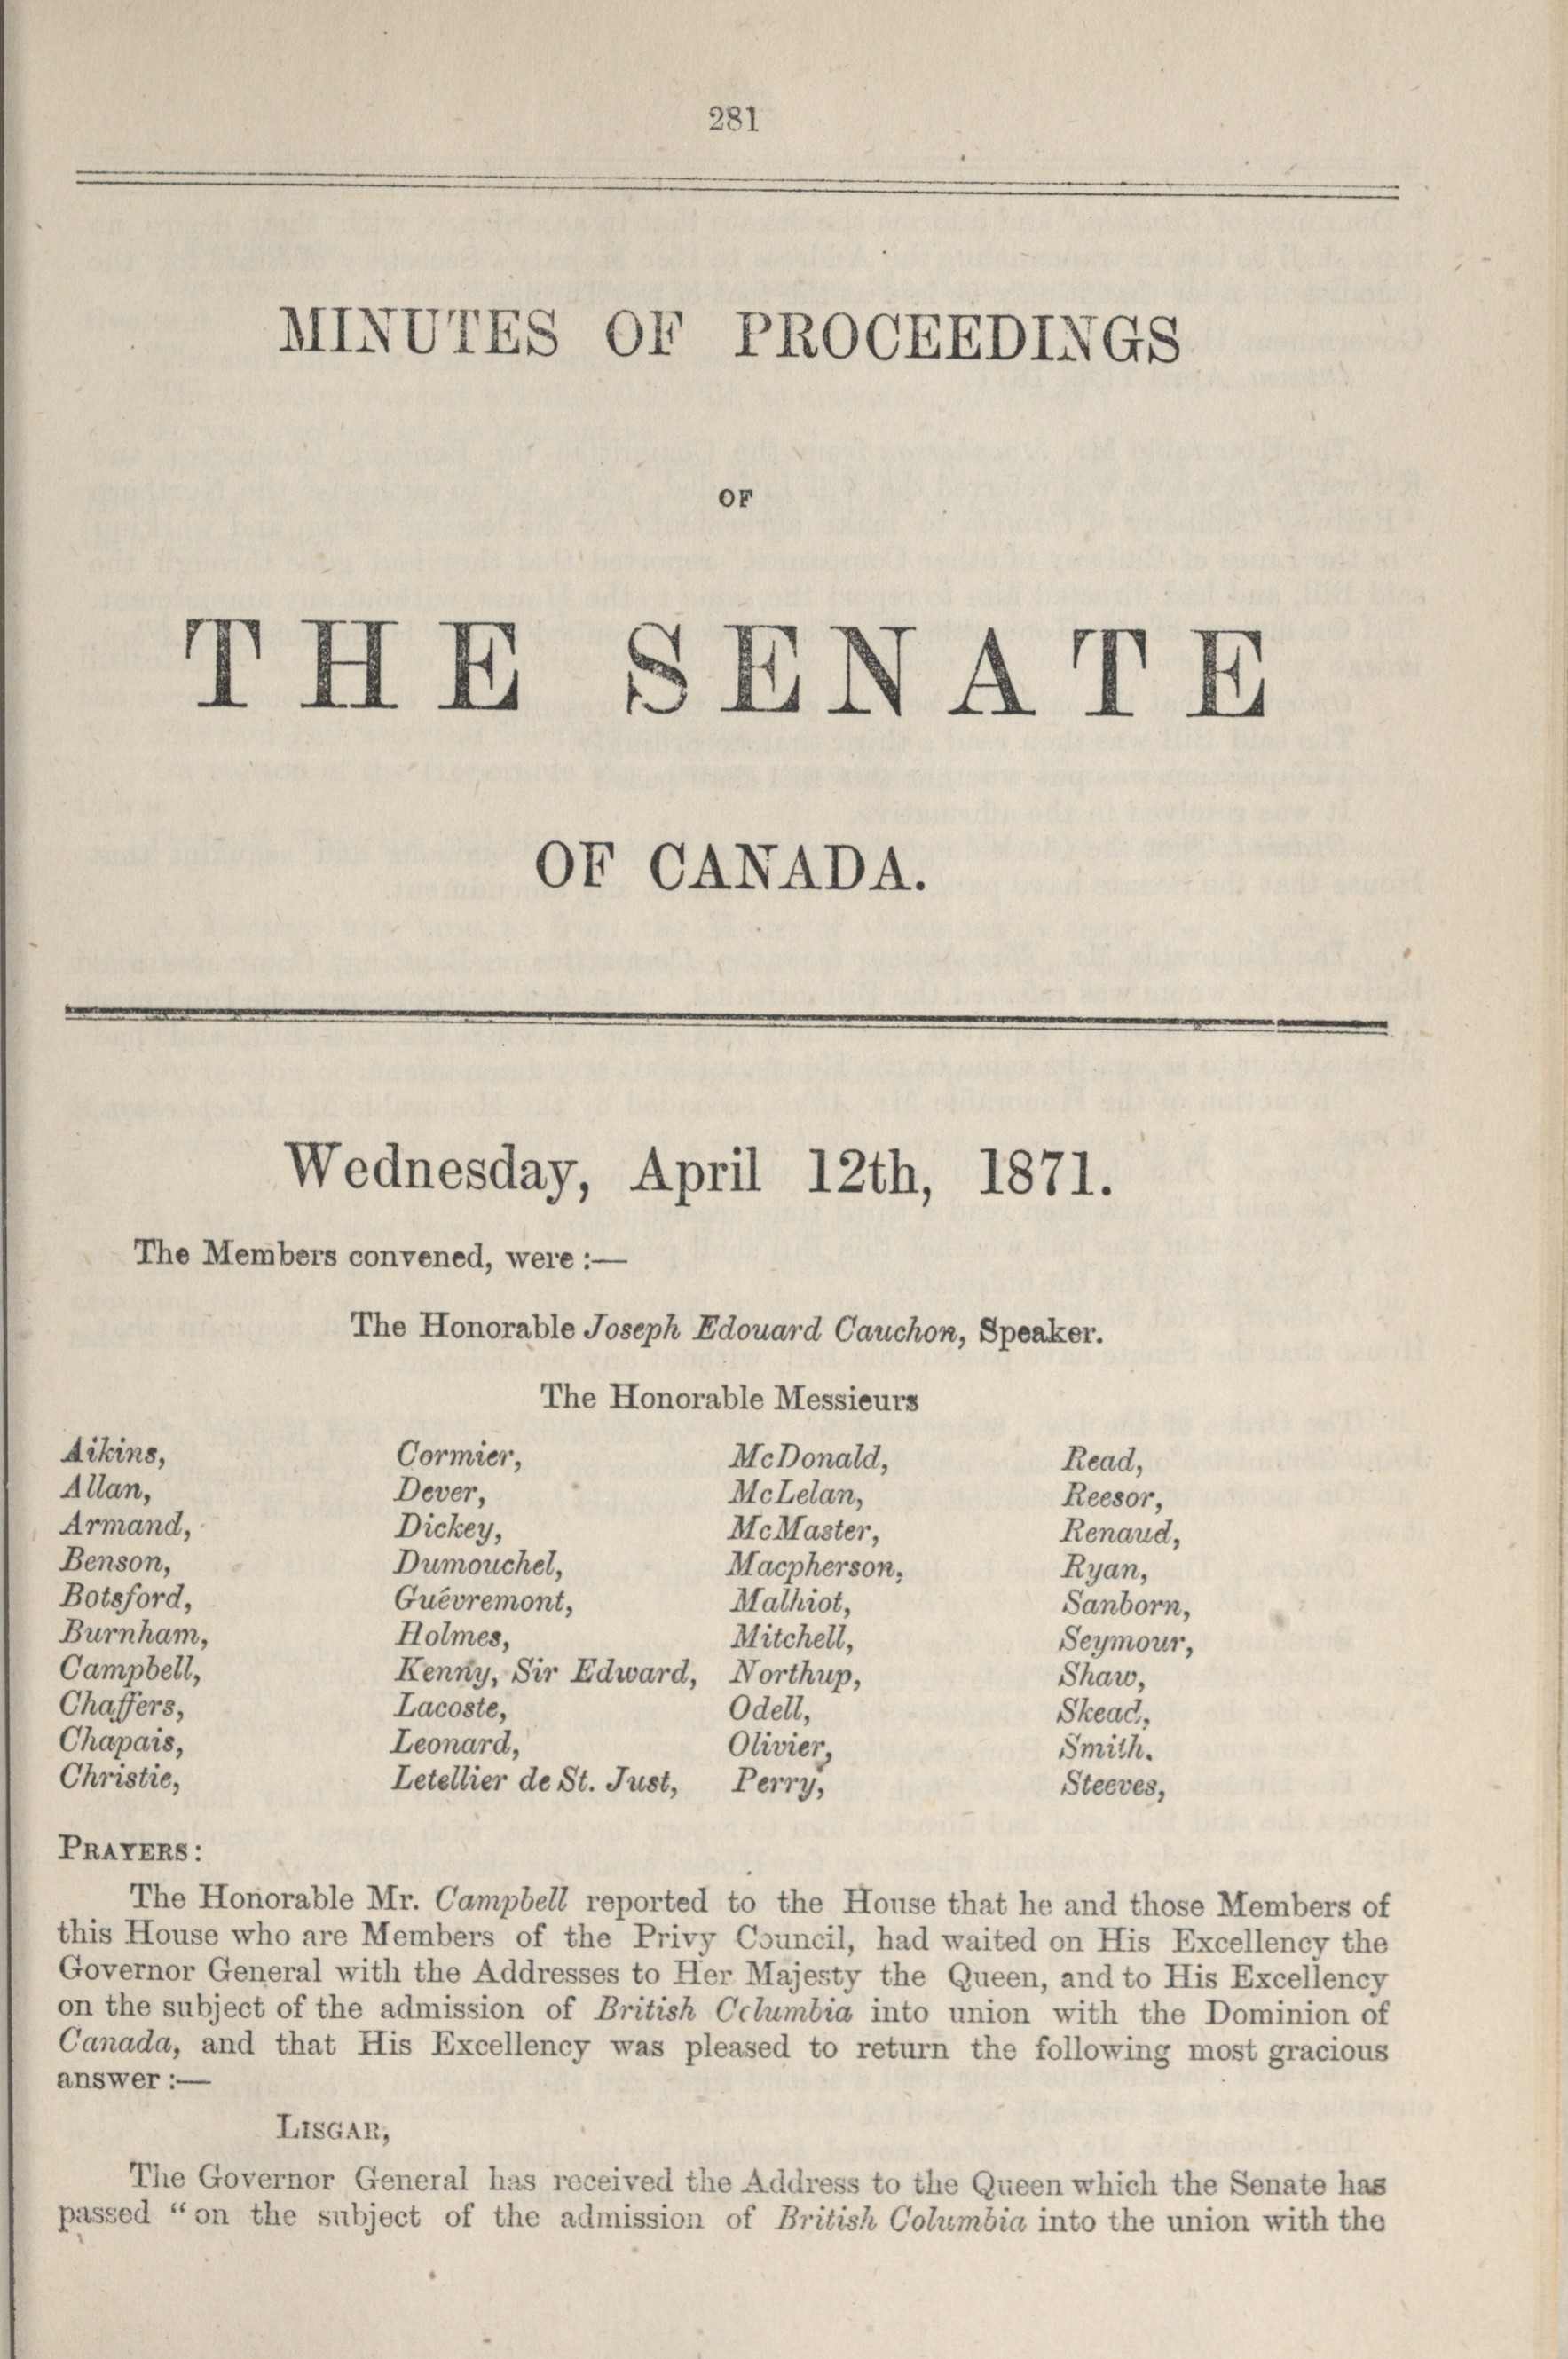 281
MINUTES OF PROCEEDINGS
OF
THE SENATE
OF CANADA.
Wednesday, April 12th, 1871.
The Members convened, were :—
The Honorable Joseph Edouard Cauchon, Speaker.
The Honorable Messieurs
Aikins,
Allan,
Armand,
Benson,
Botsford,
Burnham,
Campbell,
Chaffers,
Chapais,
Christie,
Cormier,
Dever,
Dickey,
Dumouchel,
Guévremont,
Holmes,
Kenny, Sir Edward,
Lacoste,
Leonard,
Letellier de St. Just,
McDonald,
McLelan,
McMaster,
Macpherson,
Malhiot,
Mitchell,
Northup,
Odell,
Olivier,
Perry,
Read,
Reesor,
Renaud,
Ryan,
Sanborn,
Seymour,
Shaw,
Skead,
Smith.
Steeves,
PRAYERS :
The Honorable Mr. Campbell reported to the House that he and those Members of
this House who are Members of the Privy Council, had waited on His Excellency the
Governor General with the Addresses to Her Majesty the Queen, and to His Excellency
on the subject of the admission of British Cclumbia into union with the Dominion of
Canada, and that His Excellency was pleased to return the following most gracious
answer :—
LISGAR,
The Governor General has received the Address to the Queen which the Senate has
passed “ on the subject of the admission of British Columbia into the union with the